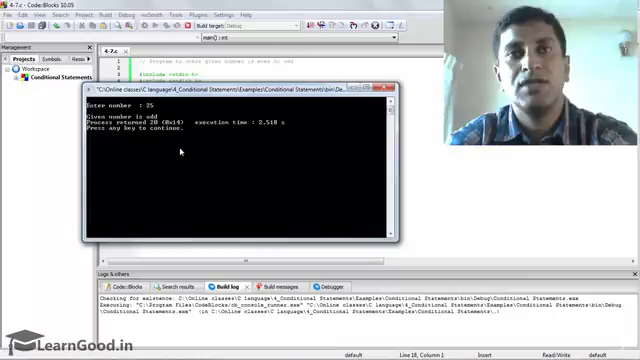 4-7.c - Code::Blocks 10.05
File Edit View Search Project Build Debug wxSmith Tools Plugins Settings Help
main() : int
Management
Projects Symbols
Workspace
Conditional Statements
4-7.c
1 // Program to check given number is even or odd
#include <stdio.h>
"C:\Online classes\C language\4_Conditional Statements\Examples\Conditional Statements\bin\Deb...
Enter number : 25
Given number is odd
Process returned 20 (0x14) execution time : 2.518 s
Press any key to continue.
Logs & others
Code::Blocks Search results Build log Build messages Debugger
Checking for existence: C:\Online classes\C language\4_Conditional Statements\Examples\Conditional Statements\bin\Debug\Conditional Statements.exe
Executing: "C:\Program Files\CodeBlocks/cb_console_runner.exe" "C:\Online classes\C language\4_Conditional Statements\Examples\Conditional Statements\bin\Debug
\Conditional Statements.exe" (in C:\Online classes\C language\4_Conditional Statements\Examples\Conditional Statements\.)
default Line 18, Column 1 Insert Read/Write default
LearnGood.in